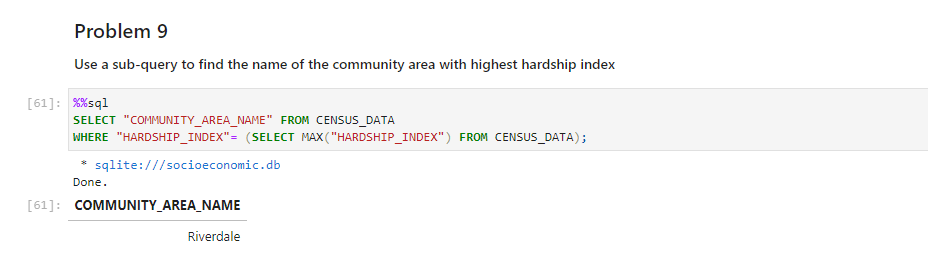 Problem 9
Use a sub-query to find the name of the community area with highest hardship index
[61]: %%sql
SELECT "COMMUNITY_AREA_NAME" FROM CENSUS_DATA
WHERE "HARDSHIP_INDEX"= (SELECT MAX("HARDSHIP_INDEX") FROM CENSUS_DATA);
* sqlite:///socioeconomic.db
Done.
[61]: COMMUNITY_AREA_NAME
Riverdale